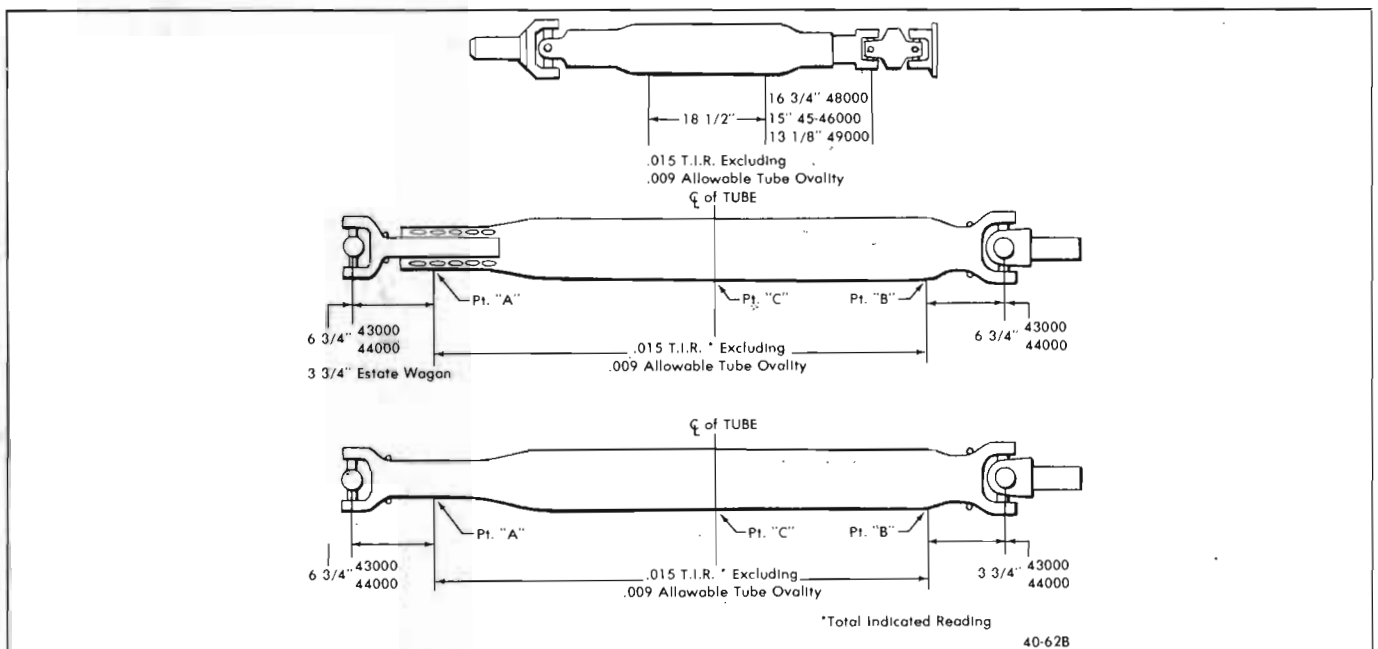 16 3/4" 48000
18 1/2" 15" 45-46000
13 1/8" 49000
.015 T.I.R. Excluding
.009 Allowable Tube Ovality
℄ of TUBE
Pt. "A" Pt. "C" Pt. "B"
6 3/4" 43000
44000
3 3/4" Estate Wagon
.015 T.I.R. * Excluding
.009 Allowable Tube Ovality
6 3/4" 43000
44000
℄ of TUBE
Pt. "A" Pt. "C" Pt. "B"
6 3/4" 43000
44000
.015 T.I.R. * Excluding
.009 Allowable Tube Ovality
3 3/4" 43000
44000
*Total Indicated Reading
40-62B